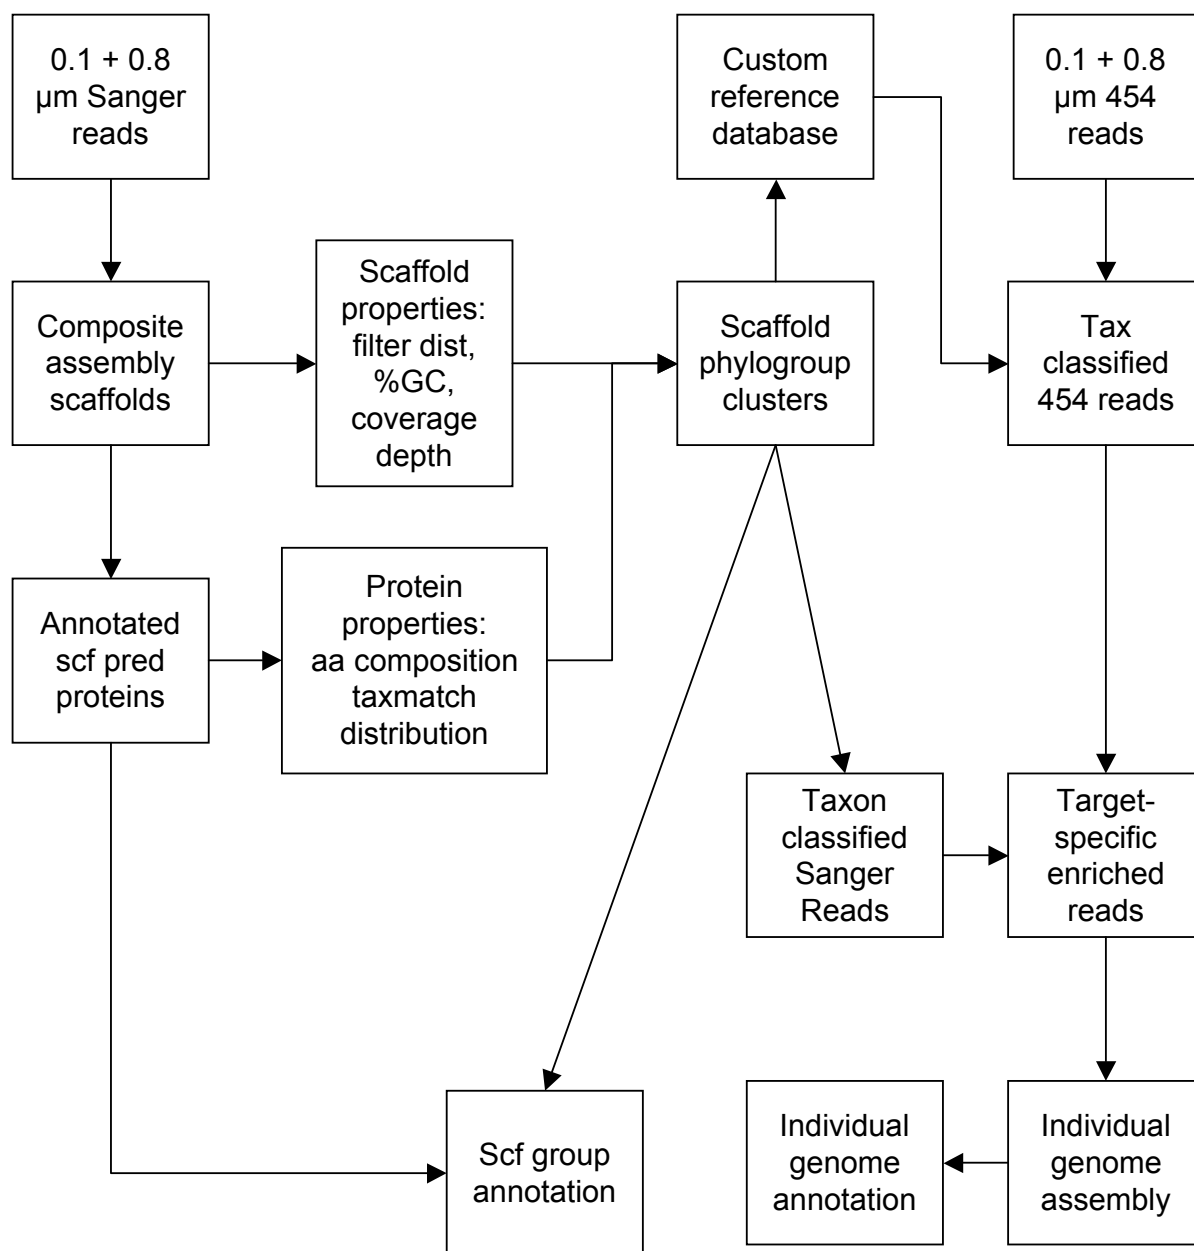 0.1 + 0.8
µm Sanger
reads
Custom
reference
database
0.1 + 0.8
µm 454
reads
Composite
assembly
scaffolds
Scaffold
properties:
filter dist,
%GC,
coverage
depth
Scaffold
phylogroup
clusters
Tax
classified
454 reads
Annotated
scf pred
proteins
Protein
properties:
aa composition
taxmatch
distribution
Taxon
classified
Sanger
Reads
Target-
specific
enriched
reads
Scf group
annotation
Individual
genome
annotation
Individual
genome
assembly